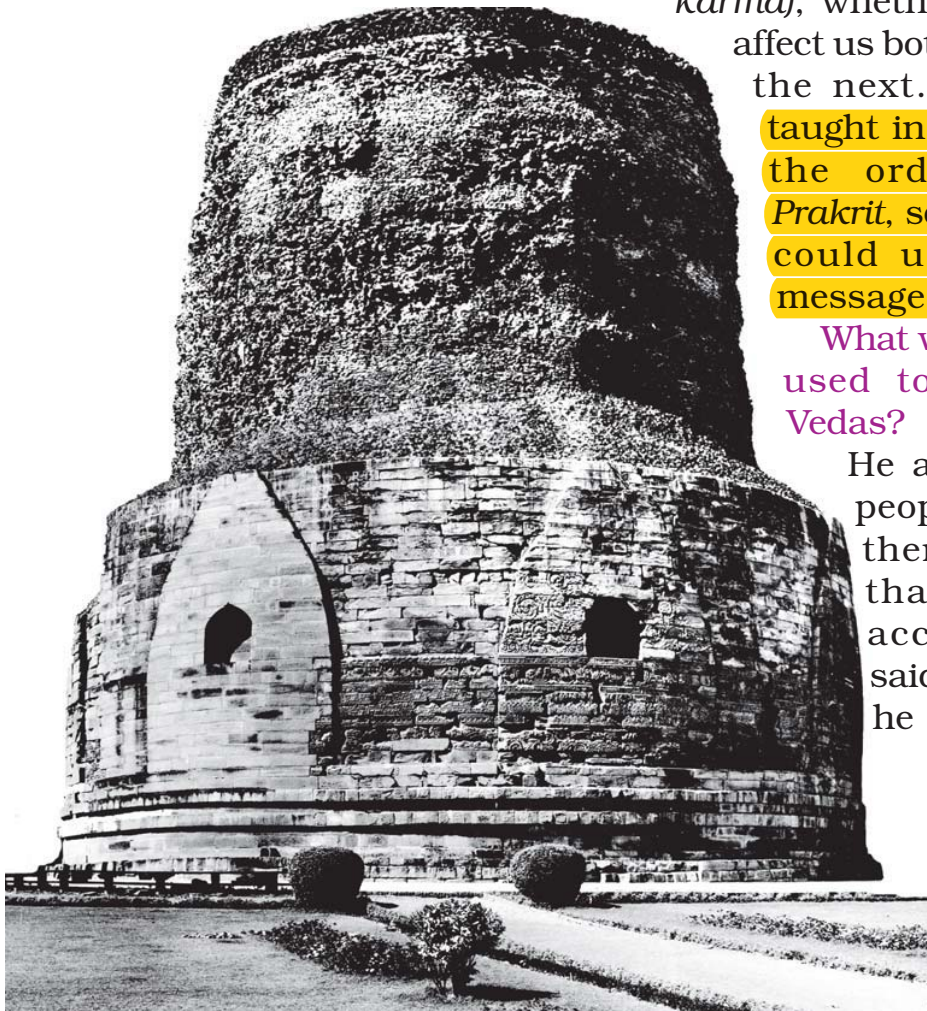 karma), wheth
affect us bot
the next.
taught in
the ord
Prakrit, so
could u
message
What w
used to
Vedas?
He a
peop
ther
tha
acc
said
he